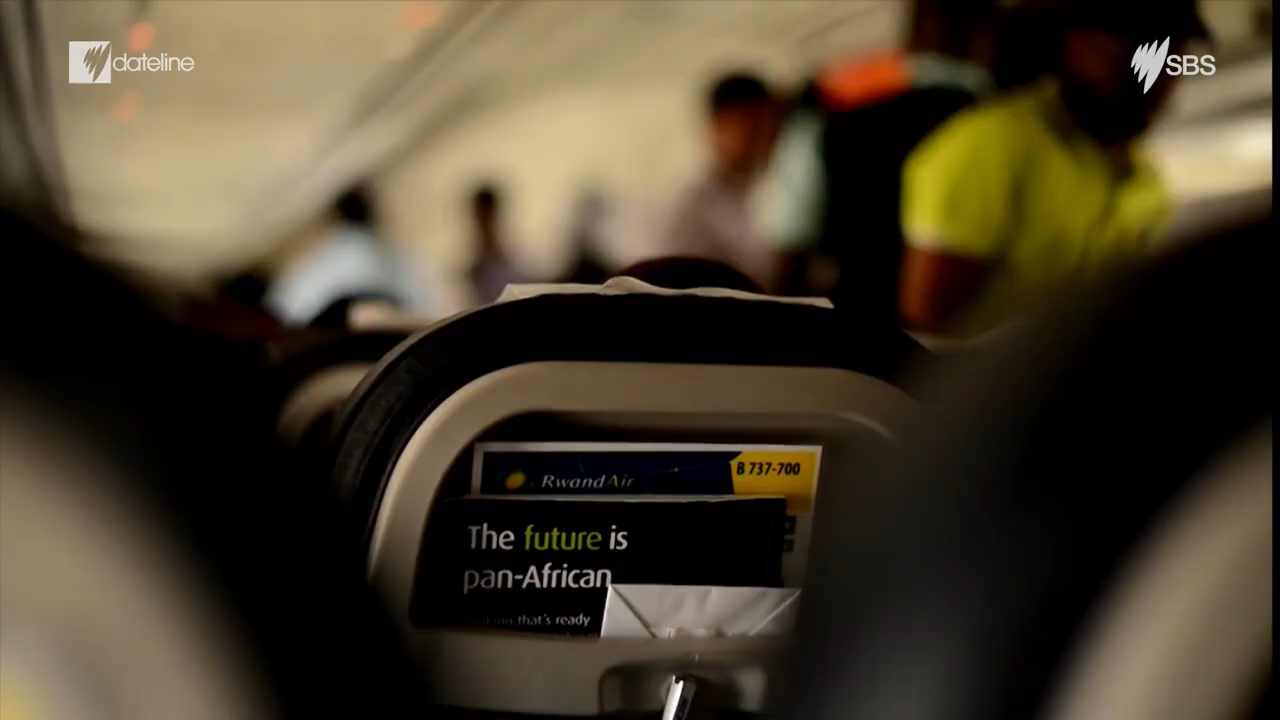 dateline
SBS
RwandAir
B 737-700
The future is
pan-African
that's ready